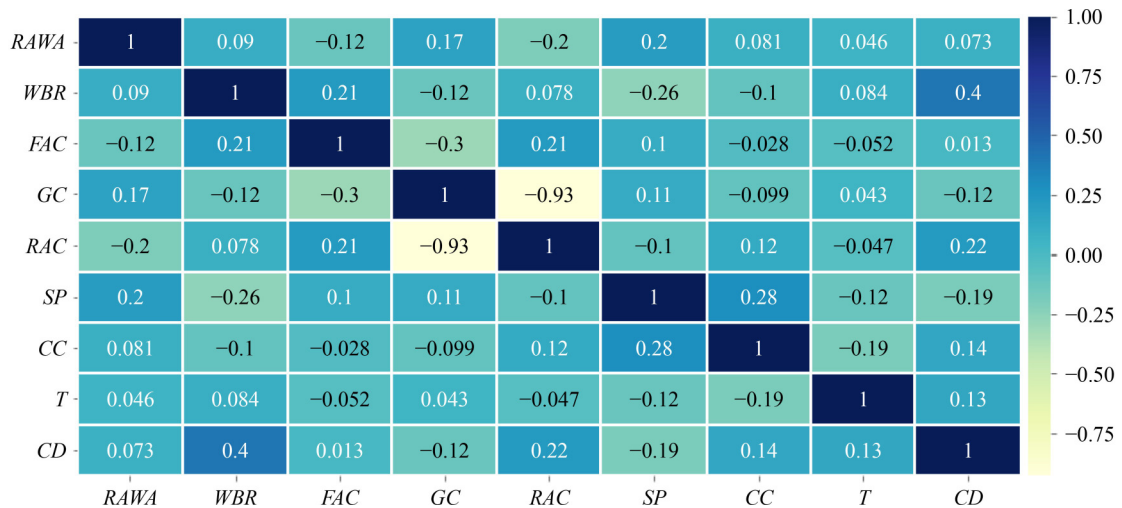 RAWA 1 0.09 −0.12 0.17 −0.2 0.2 0.081 0.046 0.073
WBR 0.09 1 0.21 −0.12 0.078 −0.26 −0.1 0.084 0.4
FAC −0.12 0.21 1 −0.3 0.21 0.1 −0.028 −0.052 0.013
GC 0.17 −0.12 −0.3 1 −0.93 0.11 −0.099 0.043 −0.12
RAC −0.2 0.078 0.21 −0.93 1 −0.1 0.12 −0.047 0.22
SP 0.2 −0.26 0.1 0.11 −0.1 1 0.28 −0.12 −0.19
CC 0.081 −0.1 −0.028 −0.099 0.12 0.28 1 −0.19 0.14
T 0.046 0.084 −0.052 0.043 −0.047 −0.12 −0.19 1 0.13
CD 0.073 0.4 0.013 −0.12 0.22 −0.19 0.14 0.13 1
RAWA WBR FAC GC RAC SP CC T CD
1.00
0.75
0.50
0.25
0.00
−0.25
−0.50
−0.75